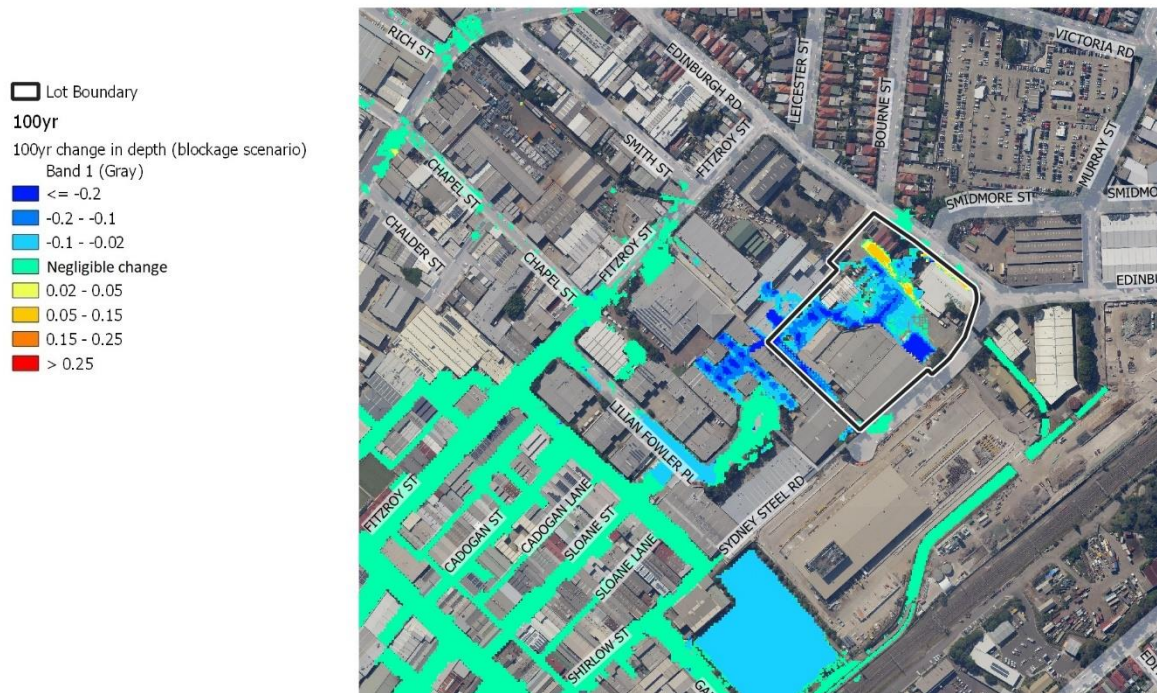 Lot Boundary
100yr
100yr change in depth (blockage scenario)
Band 1 (Gray)
<= -0.2
-0.2 - -0.1
-0.1 - -0.02
Negligible change
0.02 - 0.05
0.05 - 0.15
0.15 - 0.25
> 0.25
RICH ST
EDINBURGH RD
LEICESTER ST
BOURNE ST
VICTORIA RD
MURRAY ST
SMITH ST
FITZROY ST
CHAPEL ST
CHALDER ST
CHAPEL ST
FITZROY ST
SMIDMORE ST
SMIDMO
EDINBU
LILIAN FOWLER PL
SYDNEY STEEL RD
FITZROY ST
CADOGAN ST
CADOGAN LANE
SLOANE ST
SLOANE LANE
SHIRLOW ST
GA
EDI